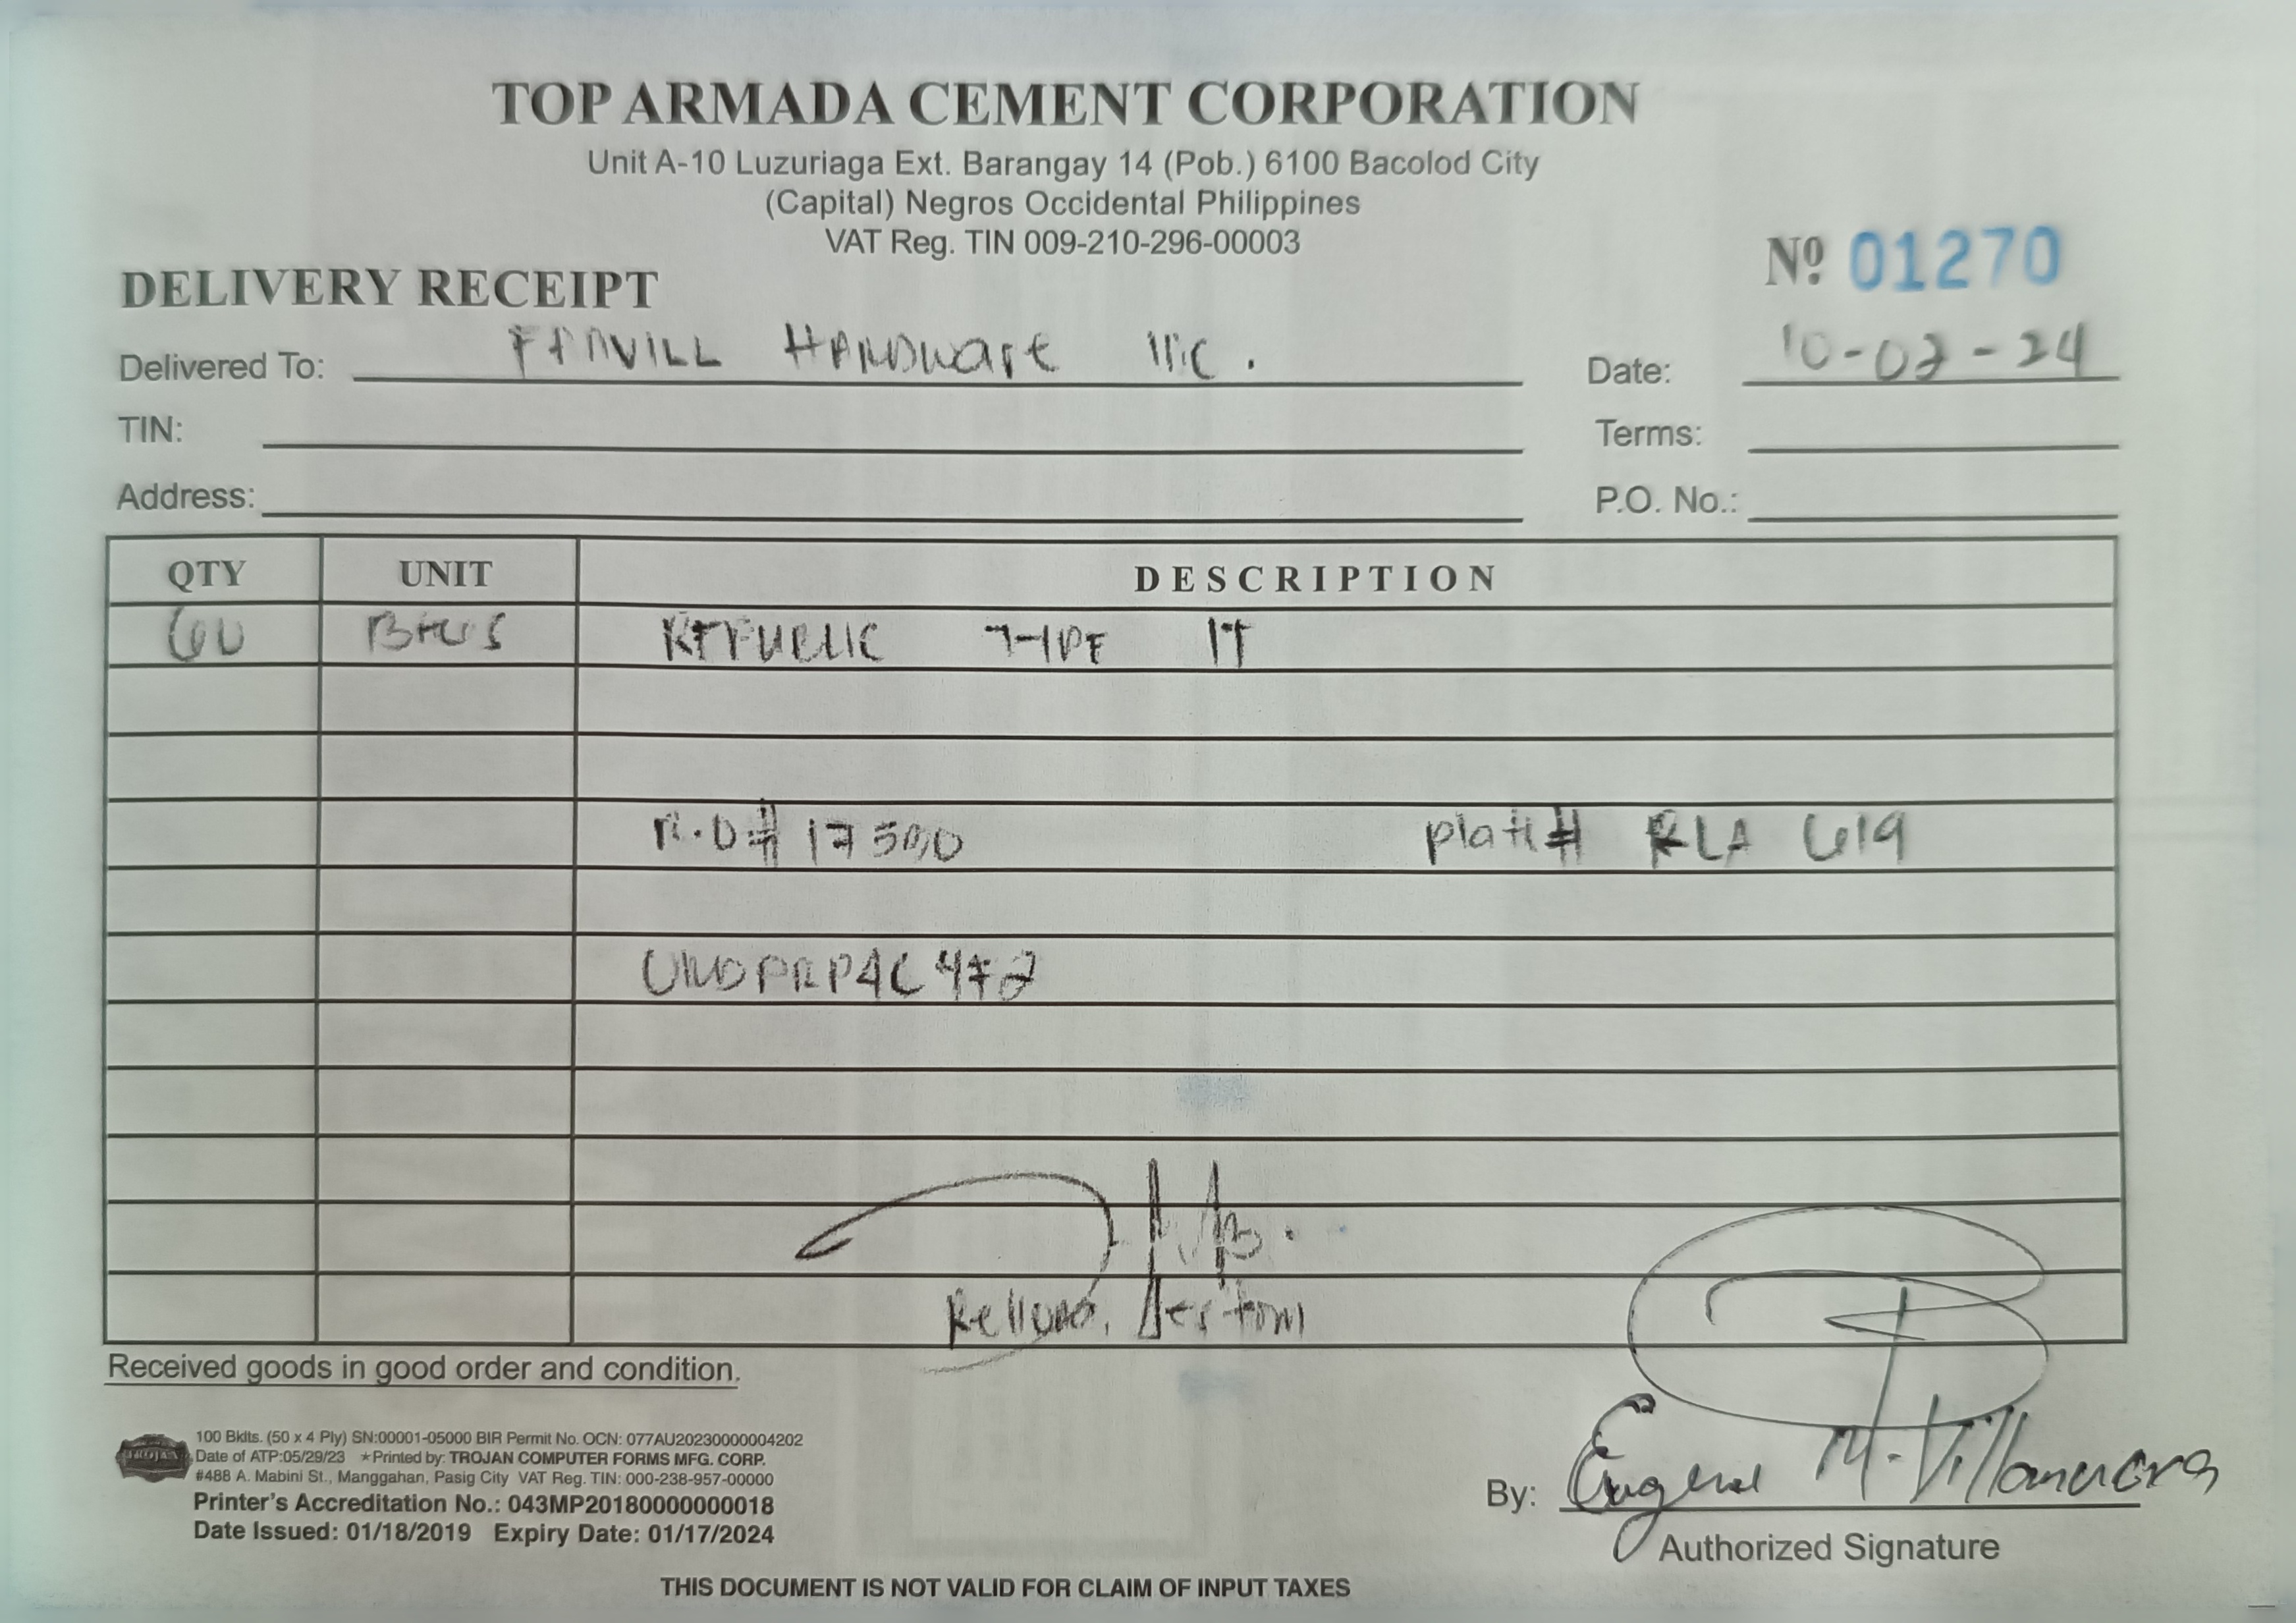 TOP ARMADA CEMENT CORPORATION
Unit A-10 Luzuriaga Ext. Barangay 14 (Pob.) 6100 Bacolod City
(Capital) Negros Occidental Philippines
VAT Reg. TIN 009-210-296-00003
Nº 01270
DELIVERY RECEIPT
Delivered To: Hardware Inc.
Date: 10-02-24
TIN:
Terms:
Address:
P.O. No.:
QTY UNIT DESCRIPTION
60 BAGS REPUBLIC TYPE 1T
plate# RLA 619
Received goods in good order and condition.
TROJAN
100 Bklts. (50 x 4 Ply) SN:00001-05000 BIR Permit No. OCN: 077AU20230000004202
Date of ATP:05/29/23 ★Printed by: TROJAN COMPUTER FORMS MFG. CORP.
#488 A. Mabini St., Manggahan, Pasig City VAT Reg. TIN: 000-238-957-00000
Printer's Accreditation No.: 043MP20180000000018
Date Issued: 01/18/2019 Expiry Date: 01/17/2024
By: Eugene M. Villanueva
Authorized Signature
THIS DOCUMENT IS NOT VALID FOR CLAIM OF INPUT TAXES